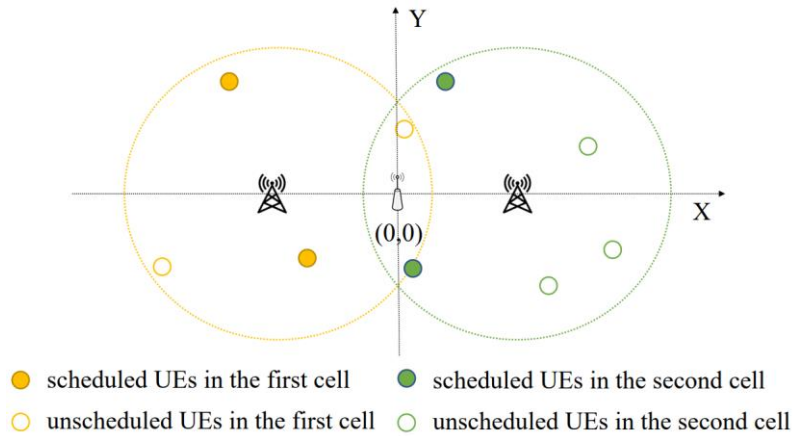 Y
X
(0,0)
scheduled UEs in the first cell
scheduled UEs in the second cell
unscheduled UEs in the first cell
unscheduled UEs in the second cell